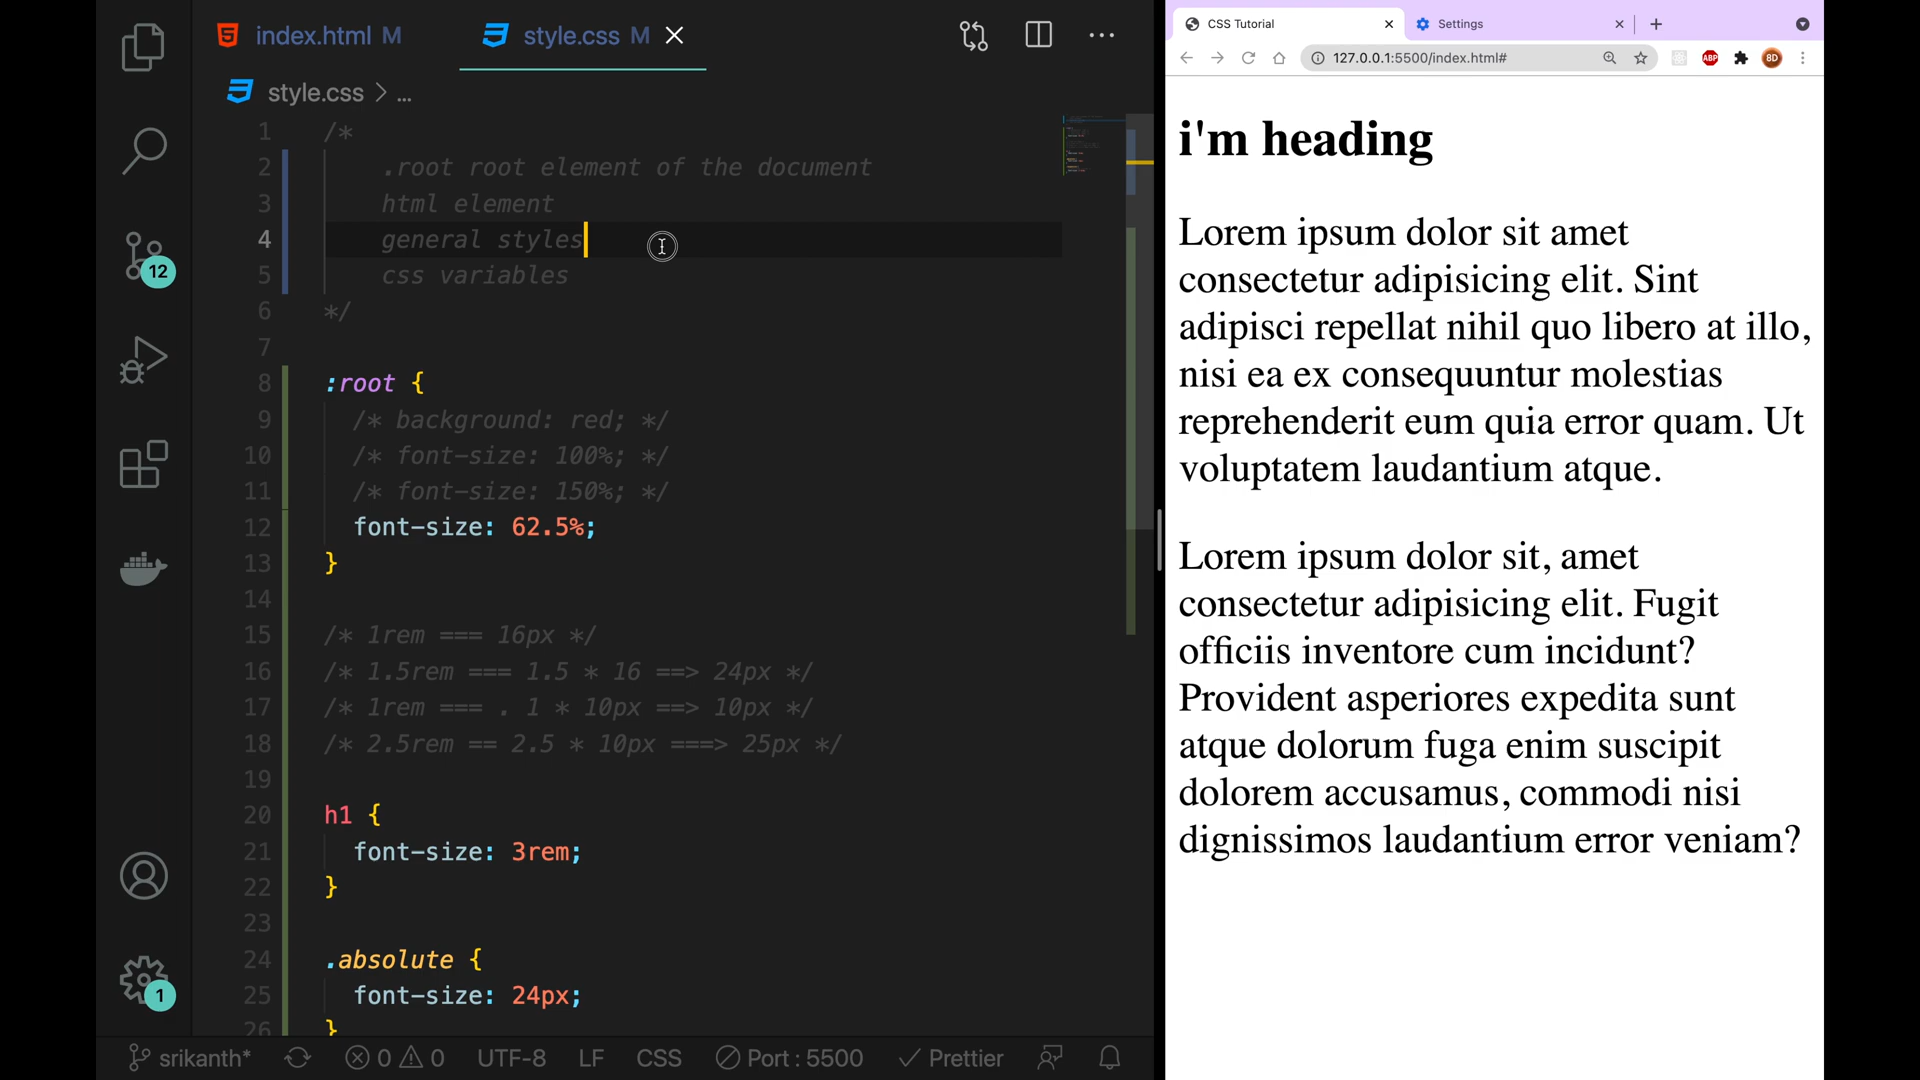 index.html M
style.css M
style.css > ...
1 /*
2 .root root element of the document
3 html element
4 general styles
5 css variables
6 */
7
8 :root {
9 /* background: red; */
10 /* font-size: 100%; */
11 /* font-size: 150%; */
12 font-size: 62.5%;
13 }
14
15 /* 1rem === 16px */
16 /* 1.5rem === 1.5 * 16 ==> 24px */
17 /* 1rem === . 1 * 10px ==> 10px */
18 /* 2.5rem == 2.5 * 10px ===> 25px */
19
20 h1 {
21 font-size: 3rem;
22 }
23
24 .absolute {
25 font-size: 24px;
26 }
12
1
srikanth* 0 0 UTF-8 LF CSS Port : 5500 Prettier
CSS Tutorial Settings
127.0.0.1:5500/index.html# ABP 8D
i'm heading
Lorem ipsum dolor sit amet
consectetur adipisicing elit. Sint
adipisci repellat nihil quo libero at illo,
nisi ea ex consequuntur molestias
reprehenderit eum quia error quam. Ut
voluptatem laudantium atque.
Lorem ipsum dolor sit, amet
consectetur adipisicing elit. Fugit
officiis inventore cum incidunt?
Provident asperiores expedita sunt
atque dolorum fuga enim suscipit
dolorem accusamus, commodi nisi
dignissimos laudantium error veniam?